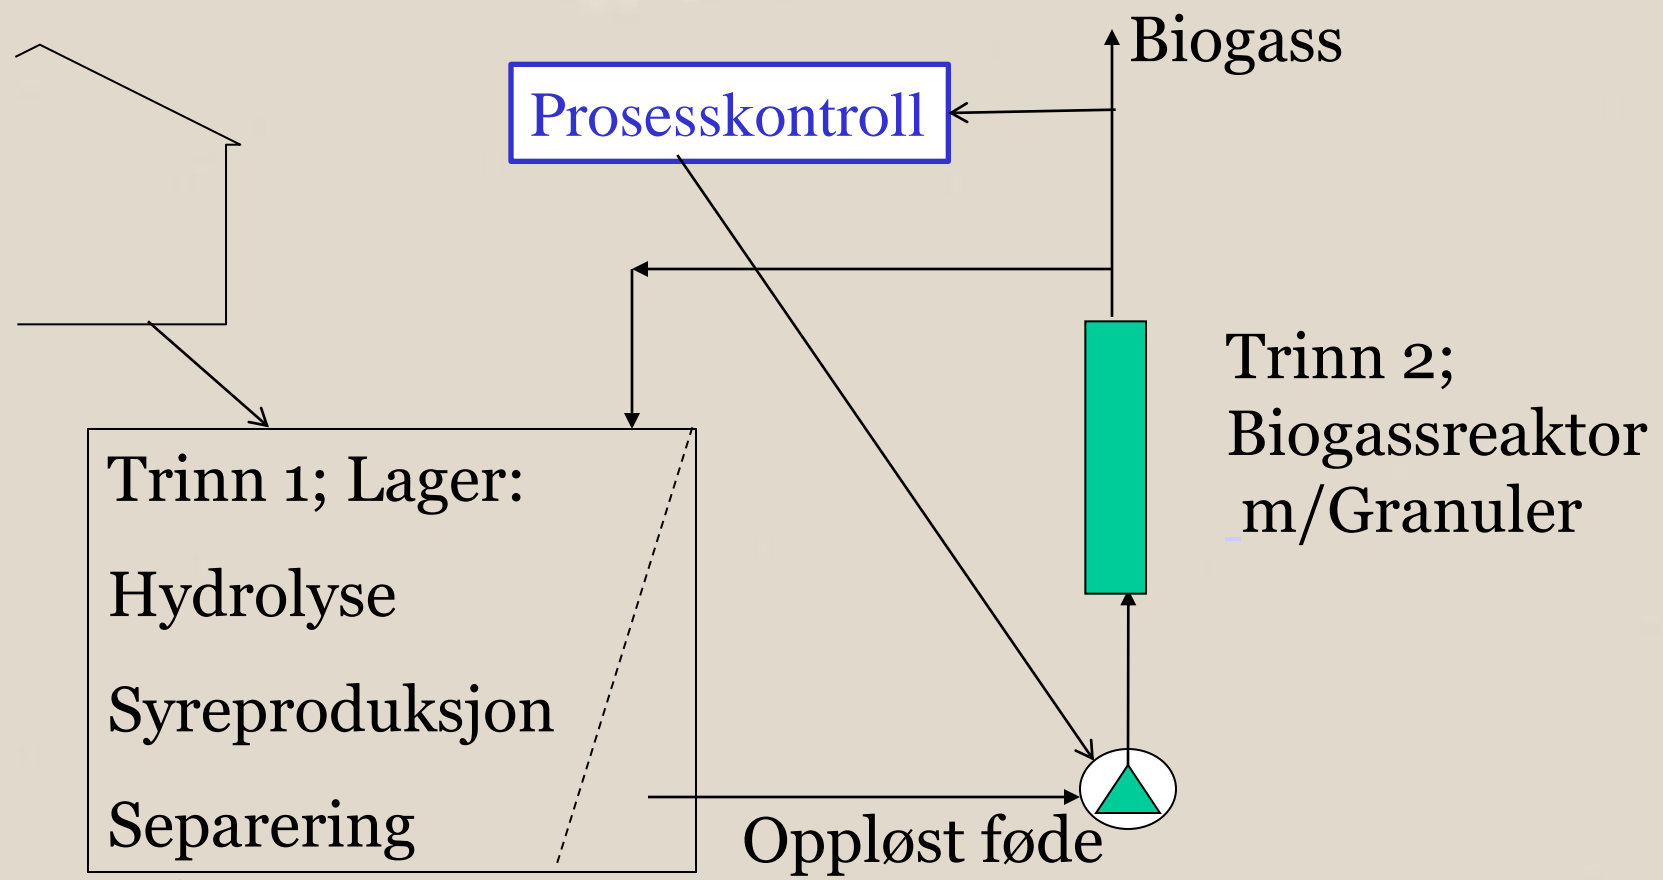 Biogass
Prosesskontroll
Trinn 2;
Biogassreaktor
m/Granuler
Trinn 1; Lager:
Hydrolyse
Syreproduksjon
Separering
Oppløst føde